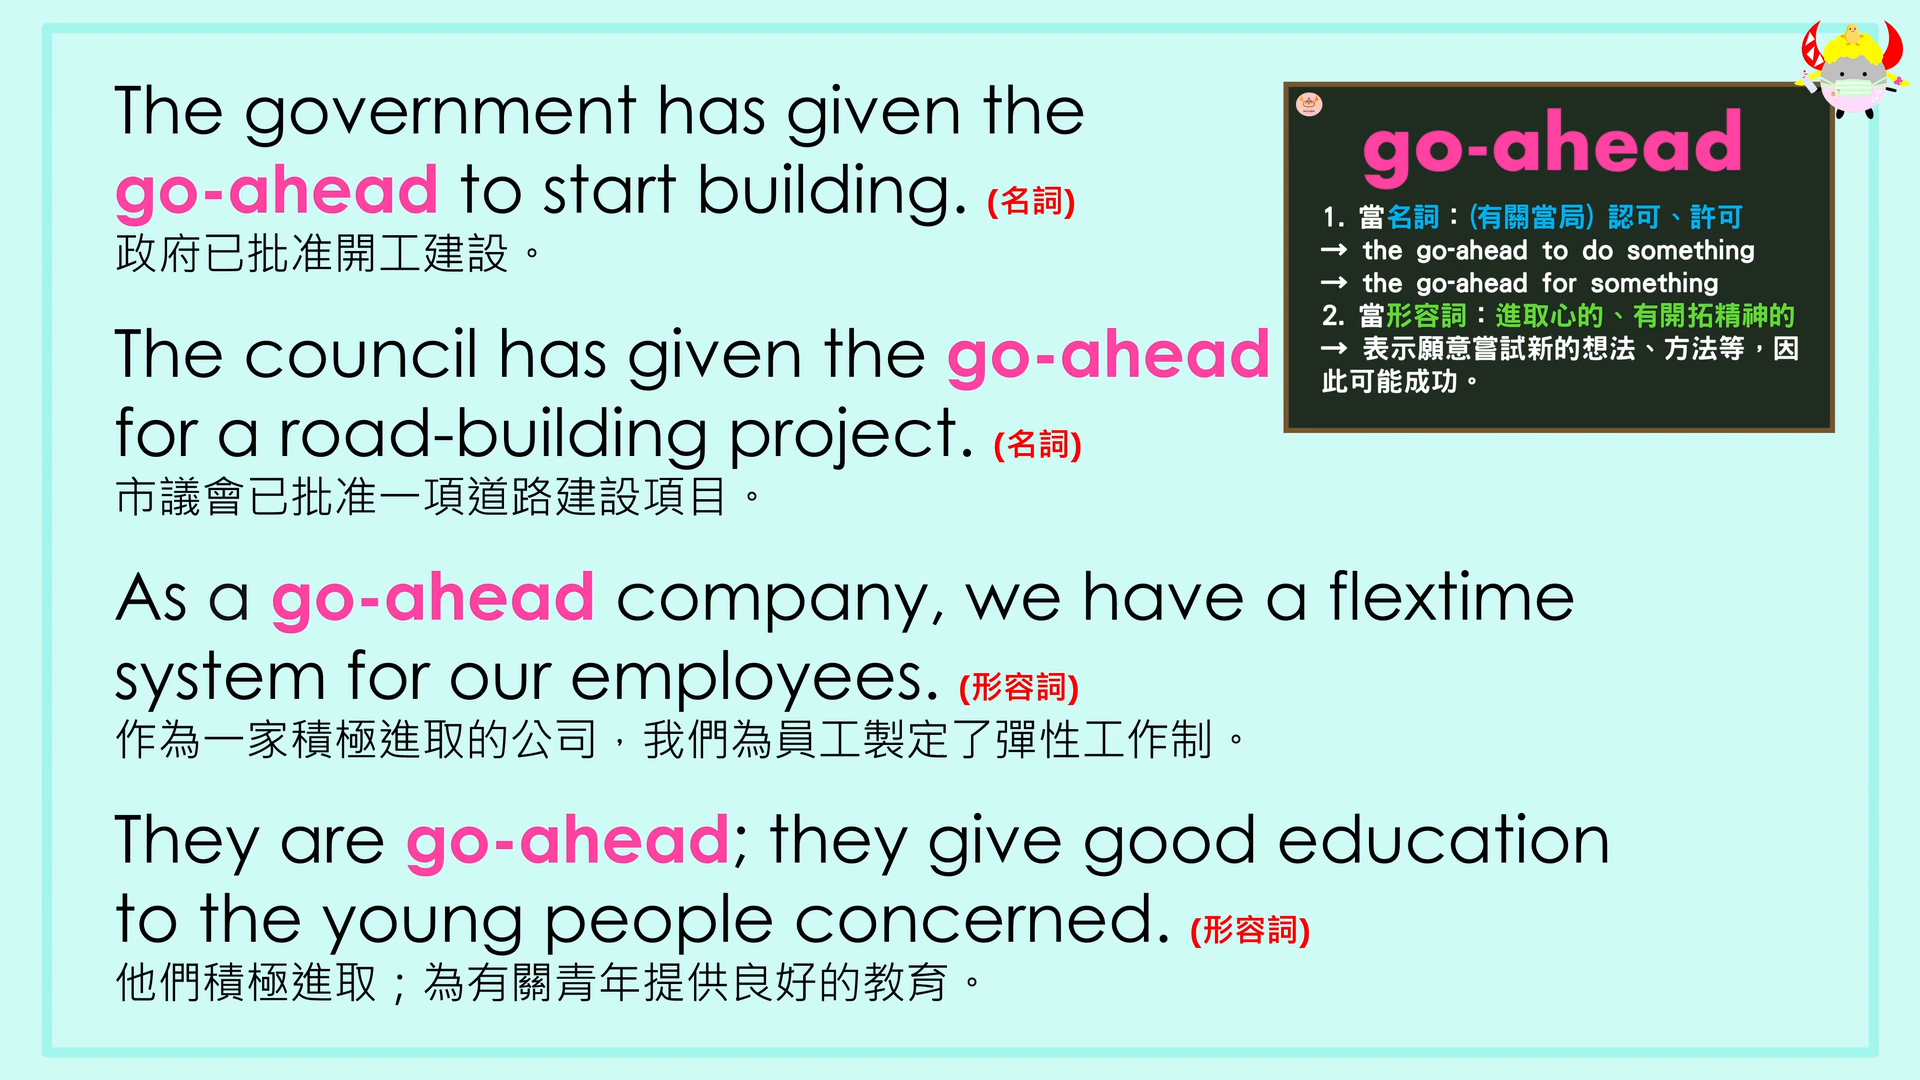 The government has given the
go-ahead to start building. (名詞)
政府已批准開工建設。
The council has given the go-ahead
for a road-building project. (名詞)
市議會已批准一項道路建設項目。
As a go-ahead company, we have a flextime
system for our employees. (形容詞)
作為一家積極進取的公司，我們為員工製定了彈性工作制。
They are go-ahead; they give good education
to the young people concerned. (形容詞)
他們積極進取；為有關青年提供良好的教育。
go-ahead
1. 當名詞：(有關當局) 認可、許可
→ the go-ahead to do something
→ the go-ahead for something
2. 當形容詞：進取心的、有開拓精神的
→ 表示願意嘗試新的想法、方法等，因
此可能成功。